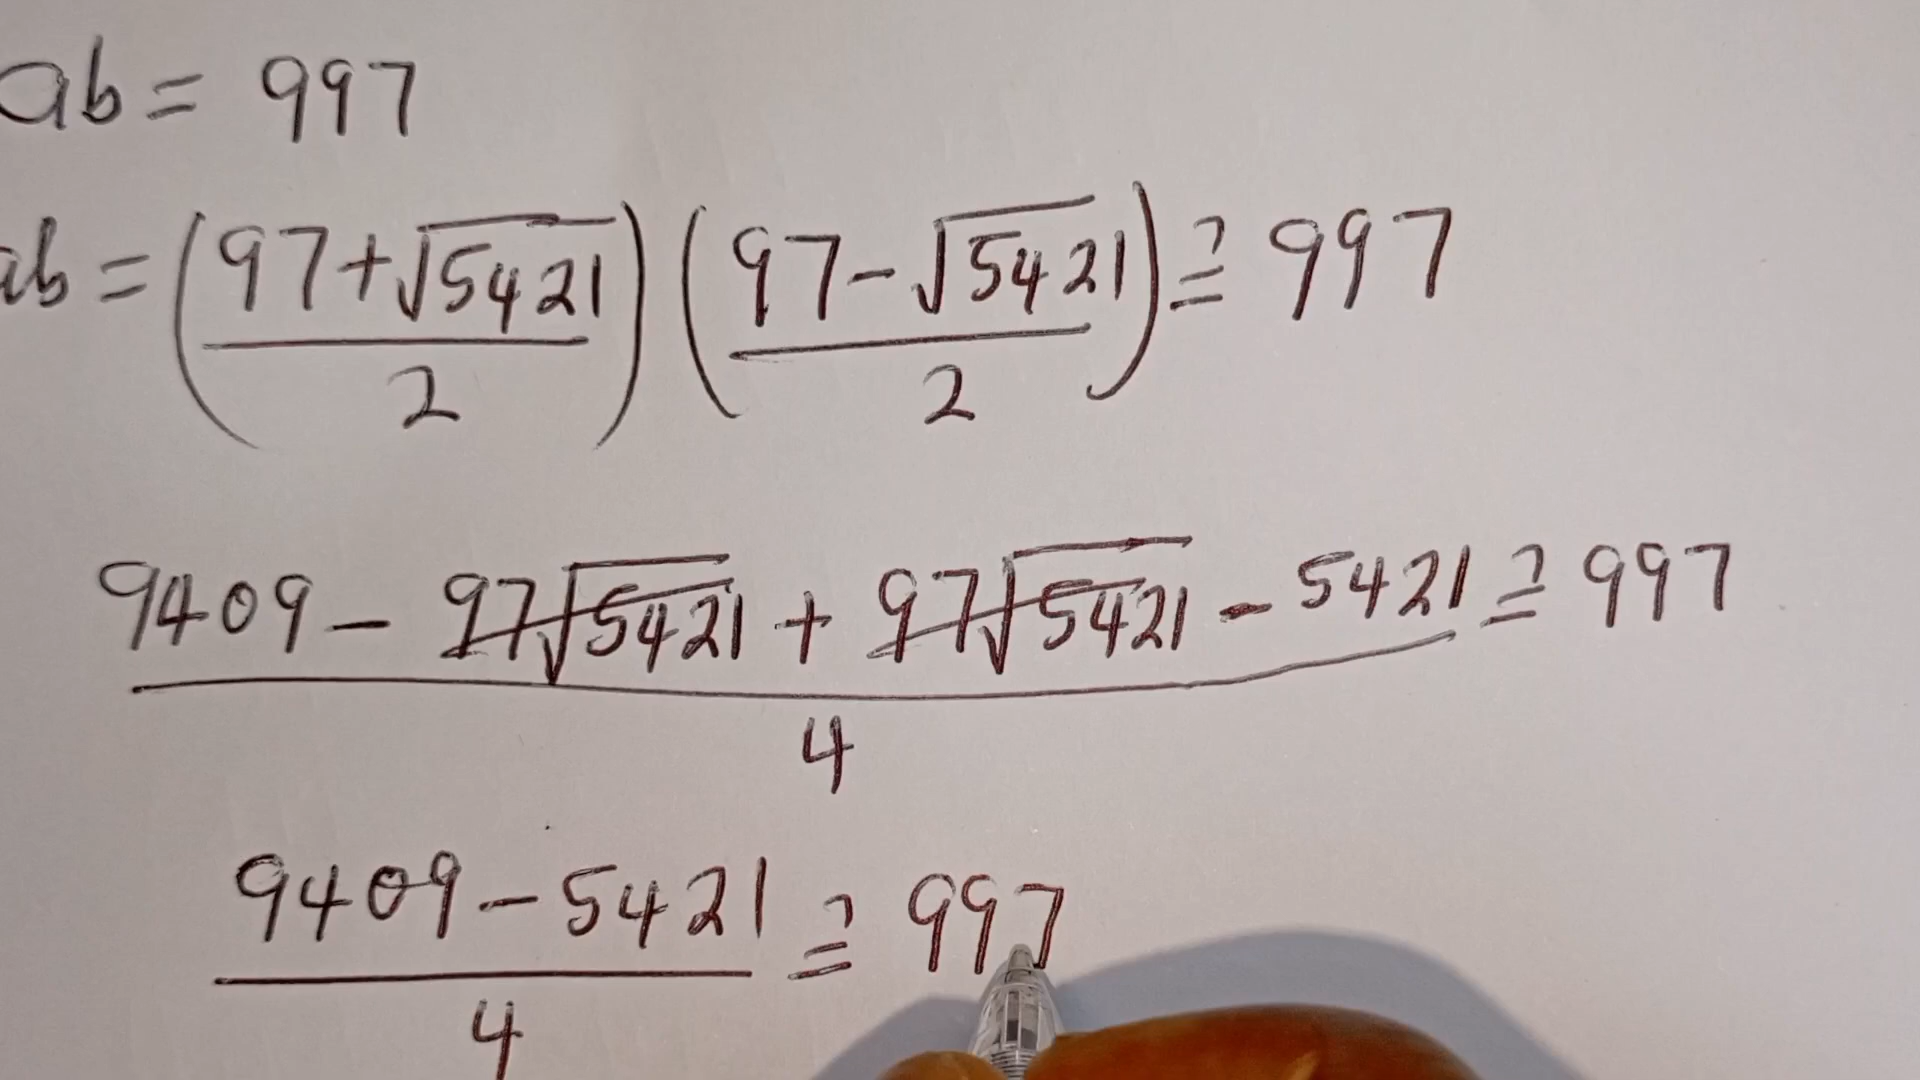 ab = 997
ab = ((97+√5421)/2) ((97-√5421)/2) ≟ 997
(9409 - 97√5421 + 97√5421 - 5421)/4 ≟ 997
(9409 - 5421)/4 ≟ 997